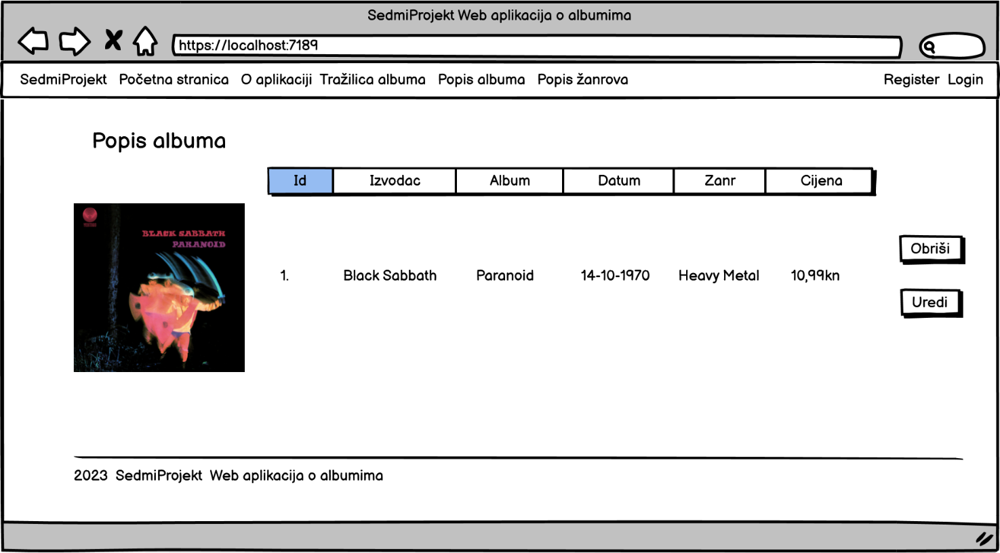 SedmiProjekt Web aplikacija o albumima
https://localhost:7189
SedmiProjekt Početna stranica O aplikaciji Tražilica albuma Popis albuma Popis žanrova Register Login
Popis albuma
Id Izvodac Album Datum Zanr Cijena
BLACK SABBATH
PARANOID
Obriši
1. Black Sabbath Paranoid 14-10-1970 Heavy Metal 10,99kn
Uredi
2023 SedmiProjekt Web aplikacija o albumima